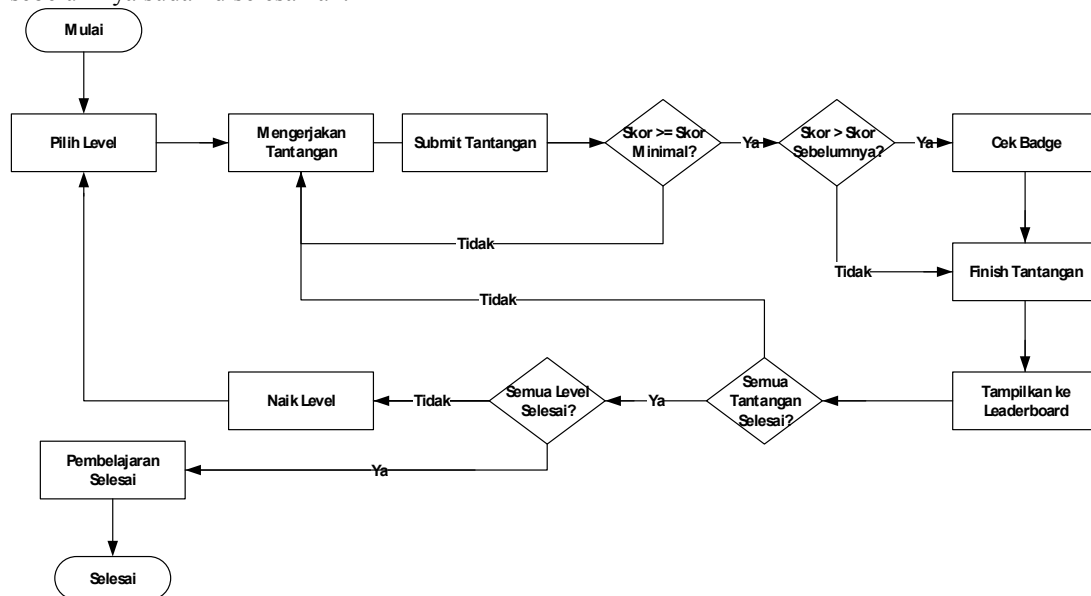 Mulai
Pilih Level
Mengerjakan
Tantangan
Submit Tantangan
Skor >= Skor
Minimal?
Ya
Skor > Skor
Sebelumnya?
Ya
Cek Badge
Tidak
Tidak
Finish Tantangan
Tidak
Naik Level
Tidak
Semua Level
Selesai?
Ya
Semua
Tantangan
Selesai?
Tampilkan ke
Leaderboard
Pembelajaran
Selesai
Ya
Selesai